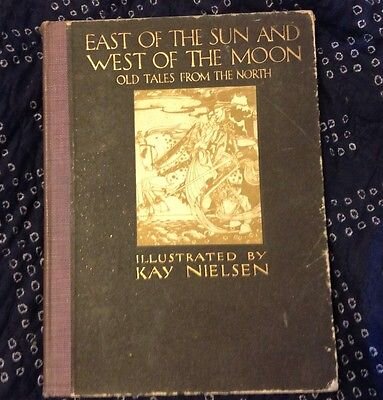 EAST OF THE SUN AND
WEST OF THE MOON
OLD TALES FROM THE NORTH
ILLUSTRATED BY
KAY NIELSEN